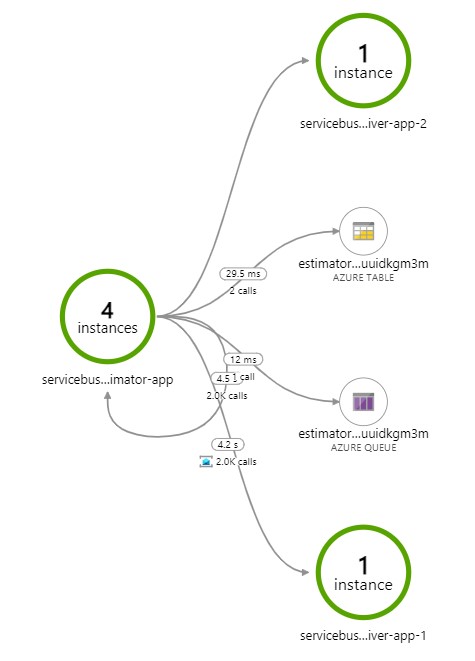 1
instance
servicebus...iver-app-2
estimator...uuidkgm3m
AZURE TABLE
29.5 ms
2 calls
4
instances
servicebus...imator-app
12 ms
1 call
4.5
2.0K calls
estimator...uuidkgm3m
AZURE QUEUE
4.2 s
2.0K calls
1
instance
servicebus...iver-app-1